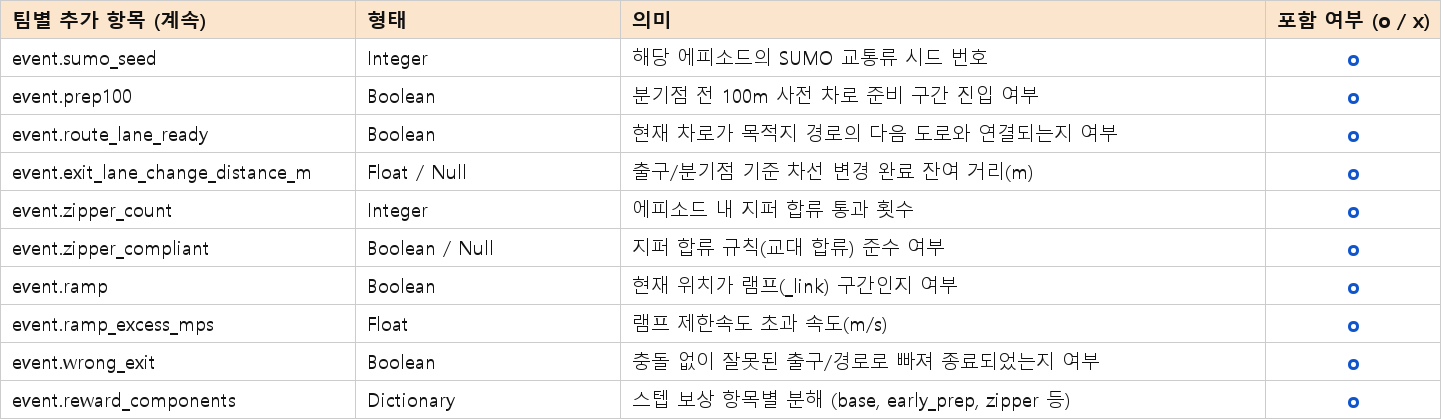 팀별 추가 항목 (계속) 형태 의미 포함 여부 (o / x)
event.sumo_seed Integer 해당 에피소드의 SUMO 교통류 시드 번호 o
event.prep100 Boolean 분기점 전 100m 사전 차로 준비 구간 진입 여부 o
event.route_lane_ready Boolean 현재 차로가 목적지 경로의 다음 도로와 연결되는지 여부 o
event.exit_lane_change_distance_m Float / Null 출구/분기점 기준 차선 변경 완료 잔여 거리(m) o
event.zipper_count Integer 에피소드 내 지퍼 합류 통과 횟수 o
event.zipper_compliant Boolean / Null 지퍼 합류 규칙(교대 합류) 준수 여부 o
event.ramp Boolean 현재 위치가 램프(_link) 구간인지 여부 o
event.ramp_excess_mps Float 램프 제한속도 초과 속도(m/s) o
event.wrong_exit Boolean 충돌 없이 잘못된 출구/경로로 빠져 종료되었는지 여부 o
event.reward_components Dictionary 스텝 보상 항목별 분해 (base, early_prep, zipper 등) o